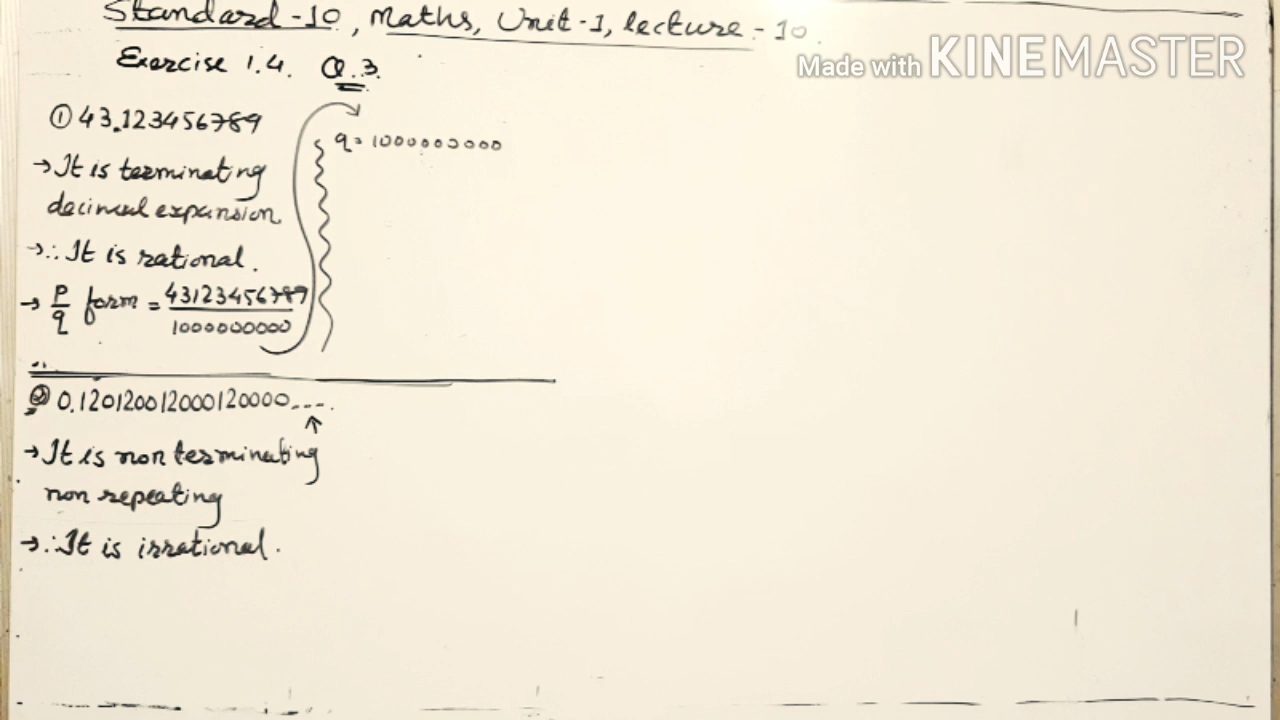 Standard-10, Maths, Unit-1, lecture-10.
Made with KINEMASTER
Exercise 1.4. Q.3.
① 43.123456789
→ It is terminating
decimal expansion
→ ∴ It is rational.
→ p/q form = 43123456789/1000000000
q = 1000000000
② 0.120120012000120000---.
→ It is non terminating
non repeating
→ ∴ It is irrational.